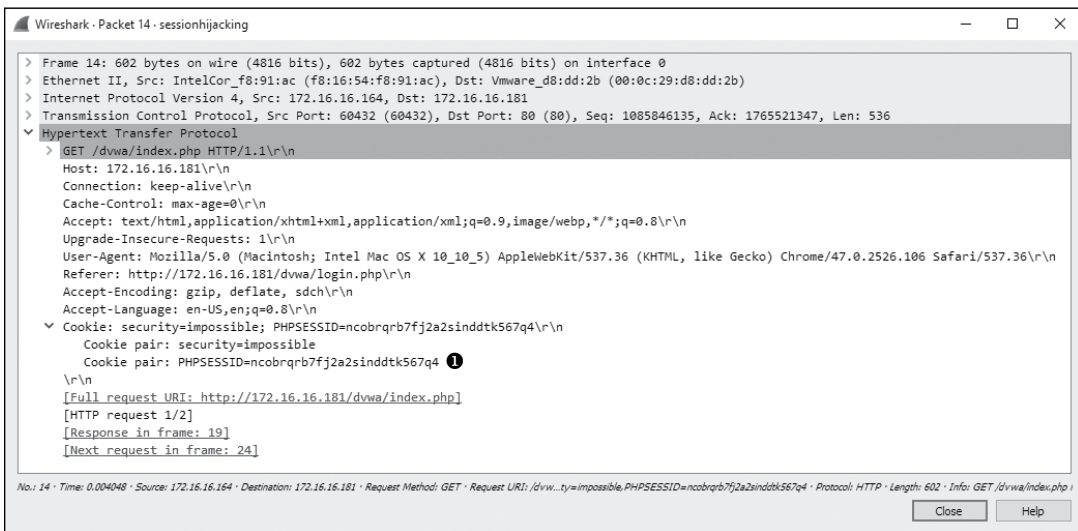 Wireshark · Packet 14 · sessionhijacking
> Frame 14: 602 bytes on wire (4816 bits), 602 bytes captured (4816 bits) on interface 0
> Ethernet II, Src: IntelCor_f8:91:ac (f8:16:54:f8:91:ac), Dst: Vmware_d8:dd:2b (00:0c:29:d8:dd:2b)
> Internet Protocol Version 4, Src: 172.16.16.164, Dst: 172.16.16.181
> Transmission Control Protocol, Src Port: 60432 (60432), Dst Port: 80 (80), Seq: 1085846135, Ack: 1765521347, Len: 536
Hypertext Transfer Protocol
> GET /dvwa/index.php HTTP/1.1\r\n
Host: 172.16.16.181\r\n
Connection: keep-alive\r\n
Cache-Control: max-age=0\r\n
Accept: text/html,application/xhtml+xml,application/xml;q=0.9,image/webp,*/*;q=0.8\r\n
Upgrade-Insecure-Requests: 1\r\n
User-Agent: Mozilla/5.0 (Macintosh; Intel Mac OS X 10_10_5) AppleWebKit/537.36 (KHTML, like Gecko) Chrome/47.0.2526.106 Safari/537.36\r\n
Referer: http://172.16.16.181/dvwa/login.php\r\n
Accept-Encoding: gzip, deflate, sdch\r\n
Accept-Language: en-US,en;q=0.8\r\n
Cookie: security=impossible; PHPSESSID=ncobrqrb7fj2a2sinddtk567q4\r\n
Cookie pair: security=impossible
Cookie pair: PHPSESSID=ncobrqrb7fj2a2sinddtk567q4 ❶
\r\n
[Full request URI: http://172.16.16.181/dvwa/index.php]
[HTTP request 1/2]
[Response in frame: 19]
[Next request in frame: 24]
No.: 14 · Time: 0.004048 · Source: 172.16.16.164 · Destination: 172.16.16.181 · Request Method: GET · Request URI: /dvw...ty=impossible,PHPSESSID=ncobrqrb7fj2a2sinddtk567q4 · Protocol: HTTP · Length: 602 · Info: GET /dvwa/index.php
Close Help